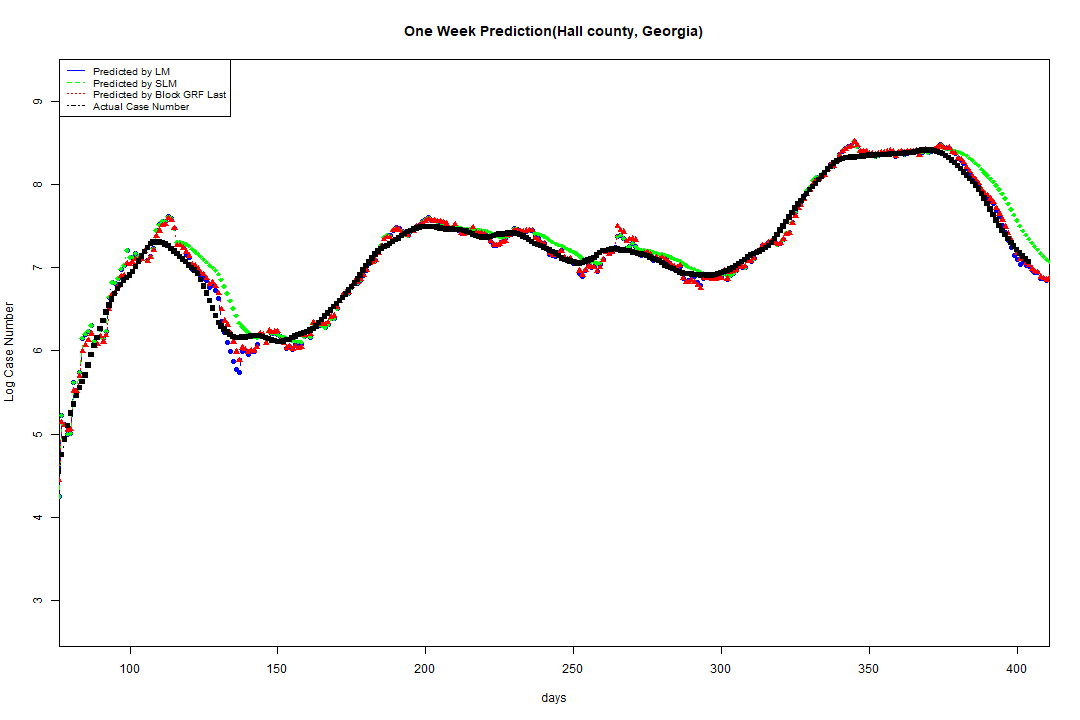 One Week Prediction(Hall county, Georgia)
Predicted by LM
Predicted by SLM
Predicted by Block GRF Last
Actual Case Number
9
8
7
6
5
4
3
Log Case Number
100 150 200 250 300 350 400
days